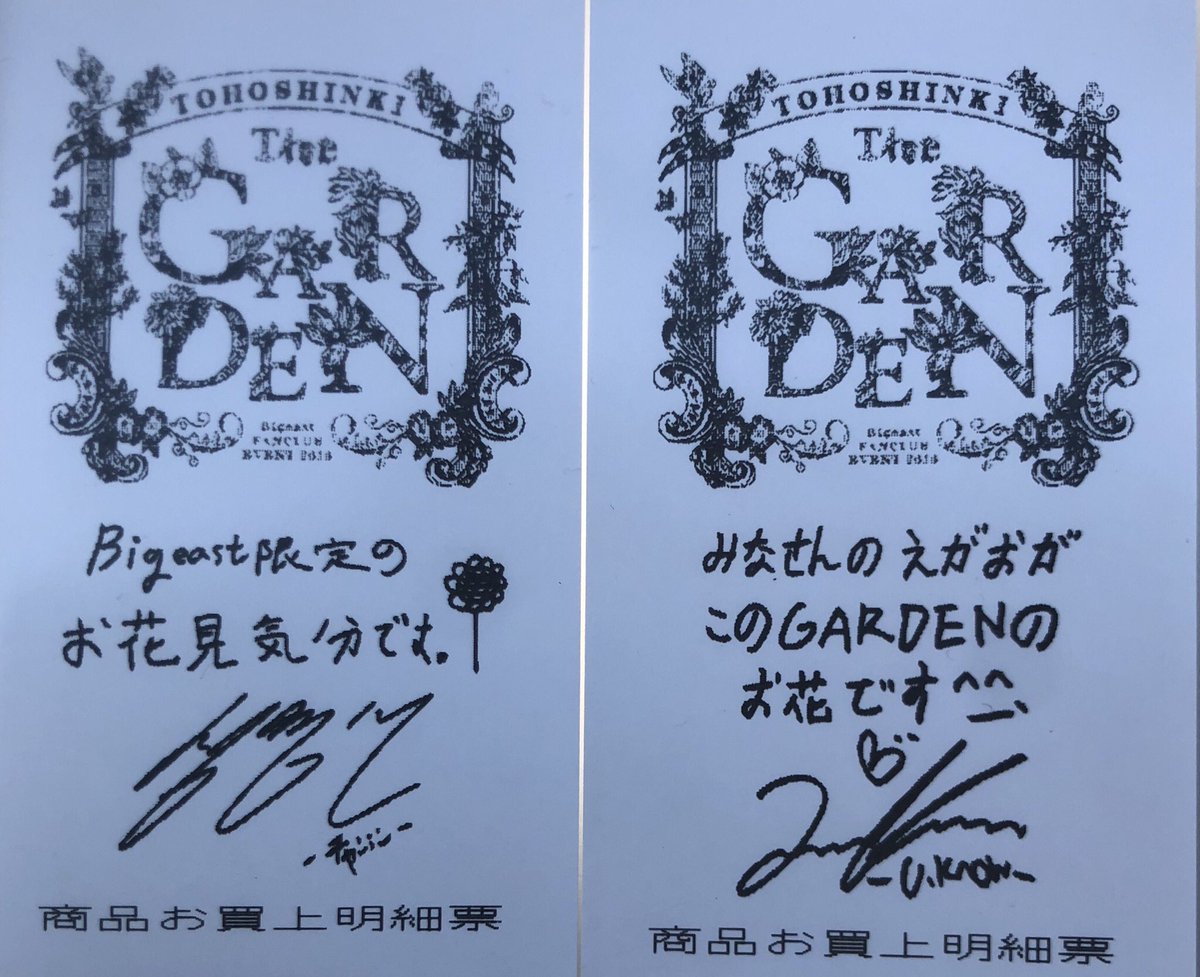 TOHOSHINKI
The
GARDEN
Bigeast
FANCLUB
EVENT 2019
Bigeast限定の
お花見気分です。
-チャンミン-
商品お買上明細票
TOHOSHINKI
The
GARDEN
Bigeast
FANCLUB
EVENT 2019
みなさんのえがおが
このGARDENの
お花です^^
-U.Know-
商品お買上明細票